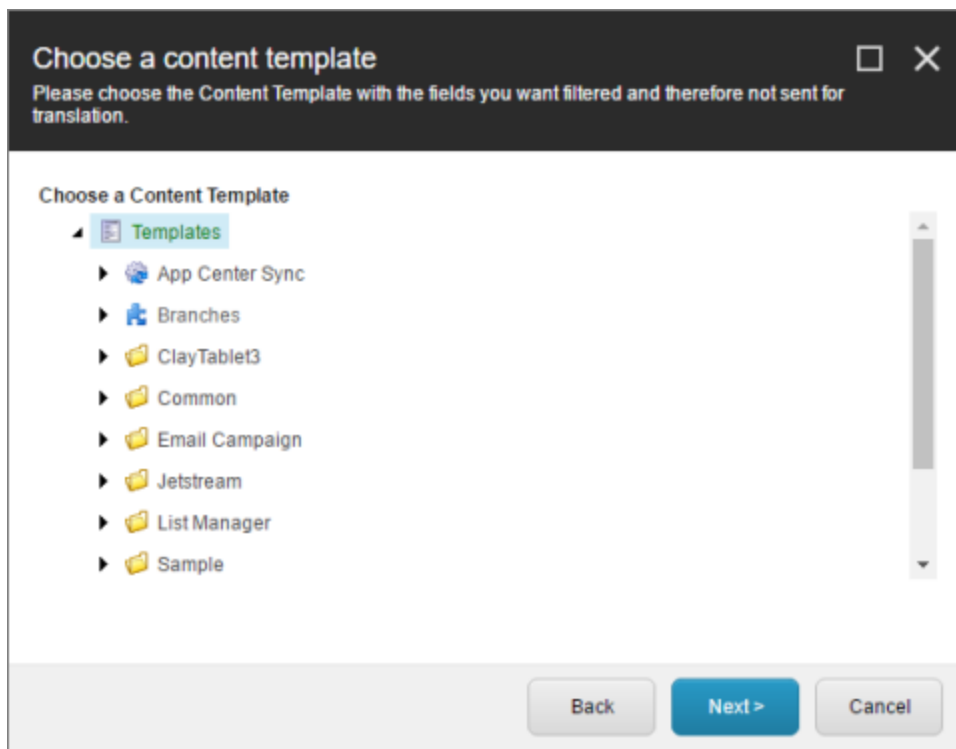 Choose a content template
Please choose the Content Template with the fields you want filtered and therefore not sent for
translation.
Choose a Content Template
Templates
App Center Sync
Branches
ClayTablet3
Common
Email Campaign
Jetstream
List Manager
Sample
Back
Next >
Cancel